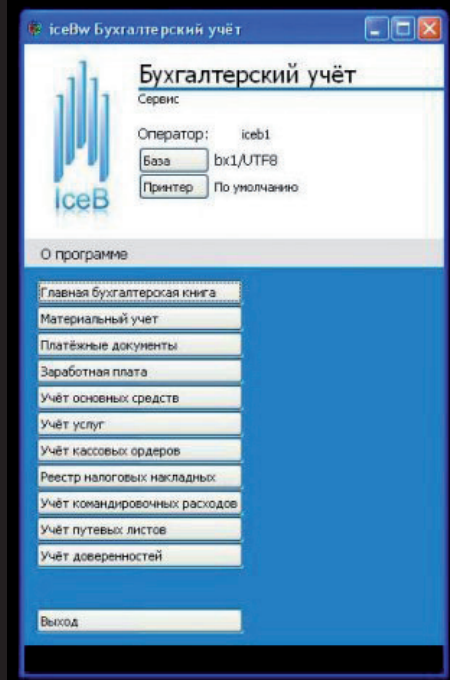 iceBw Бухгалтерский учёт
Бухгалтерский учёт
Сервис
Оператор: iceb1
База bx1/UTF8
Принтер По умолчанию
IceB
О программе
Главная бухгалтерская книга
Материальный учет
Платёжные документы
Заработная плата
Учёт основных средств
Учёт услуг
Учёт кассовых ордеров
Реестр налоговых накладных
Учёт командировочных расходов
Учёт путевых листов
Учёт доверенностей
Выход